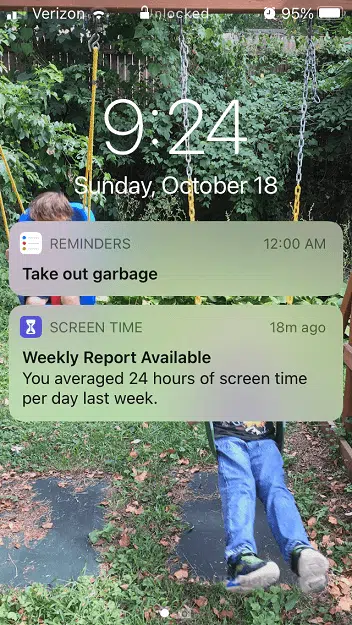 Verizon
Unlocked
95%
9:24
Sunday, October 18
REMINDERS
12:00 AM
Take out garbage
SCREEN TIME
18m ago
Weekly Report Available
You averaged 24 hours of screen time
per day last week.